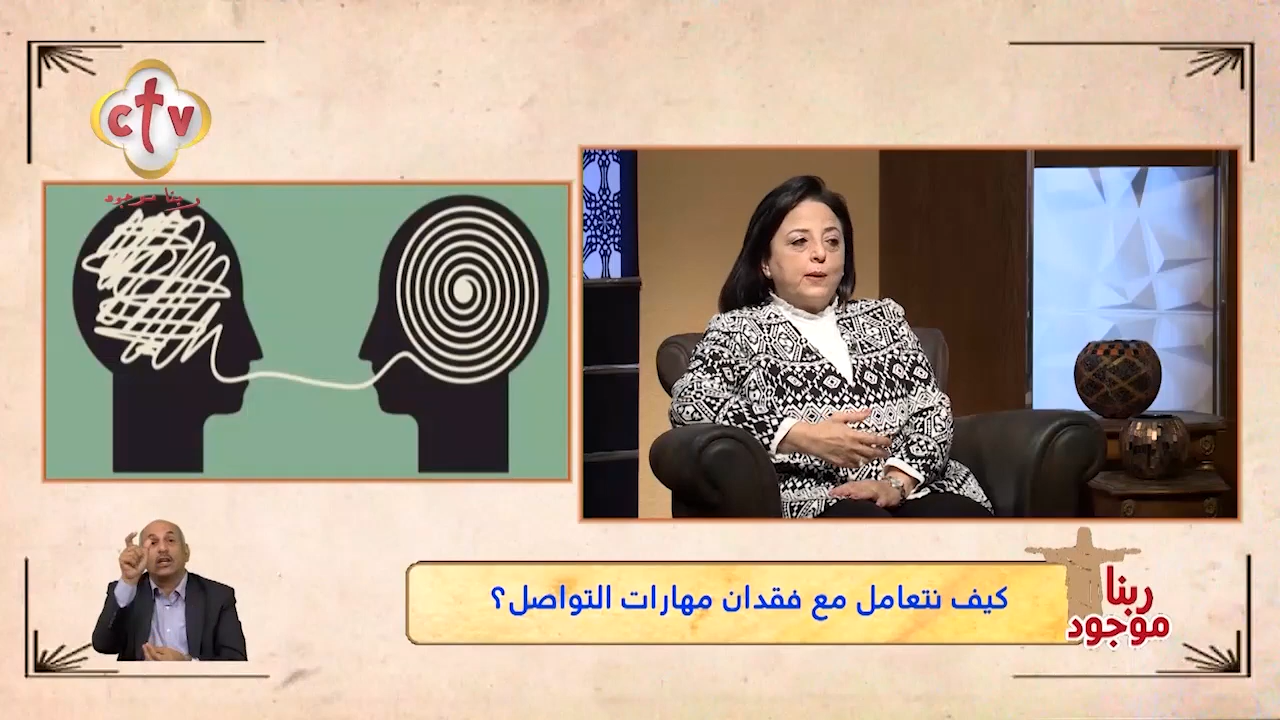 ctv
ربنا موجود
كيف نتعامل مع فقدان مهارات التواصل؟
ربنا
موجود